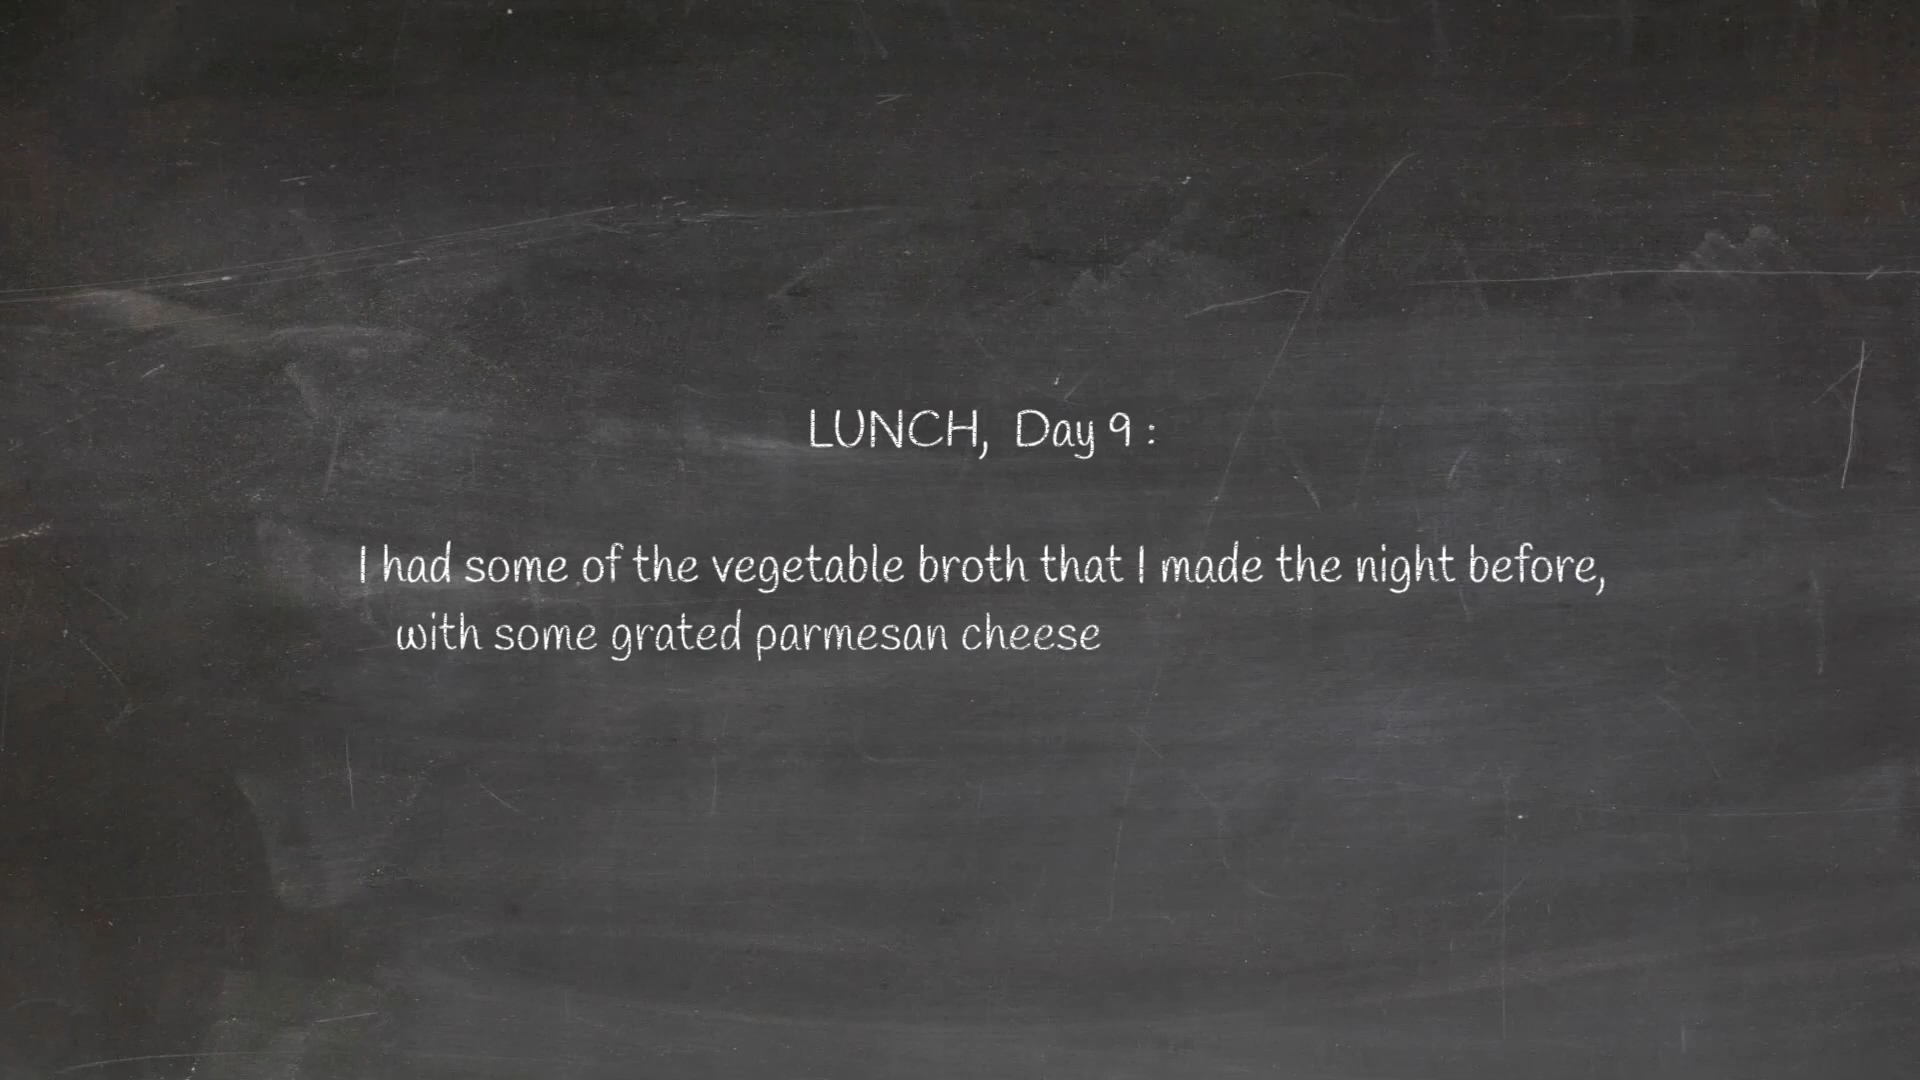 LUNCH, Day 9 :
I had some of the vegetable broth that I made the night before,
with some grated parmesan cheese